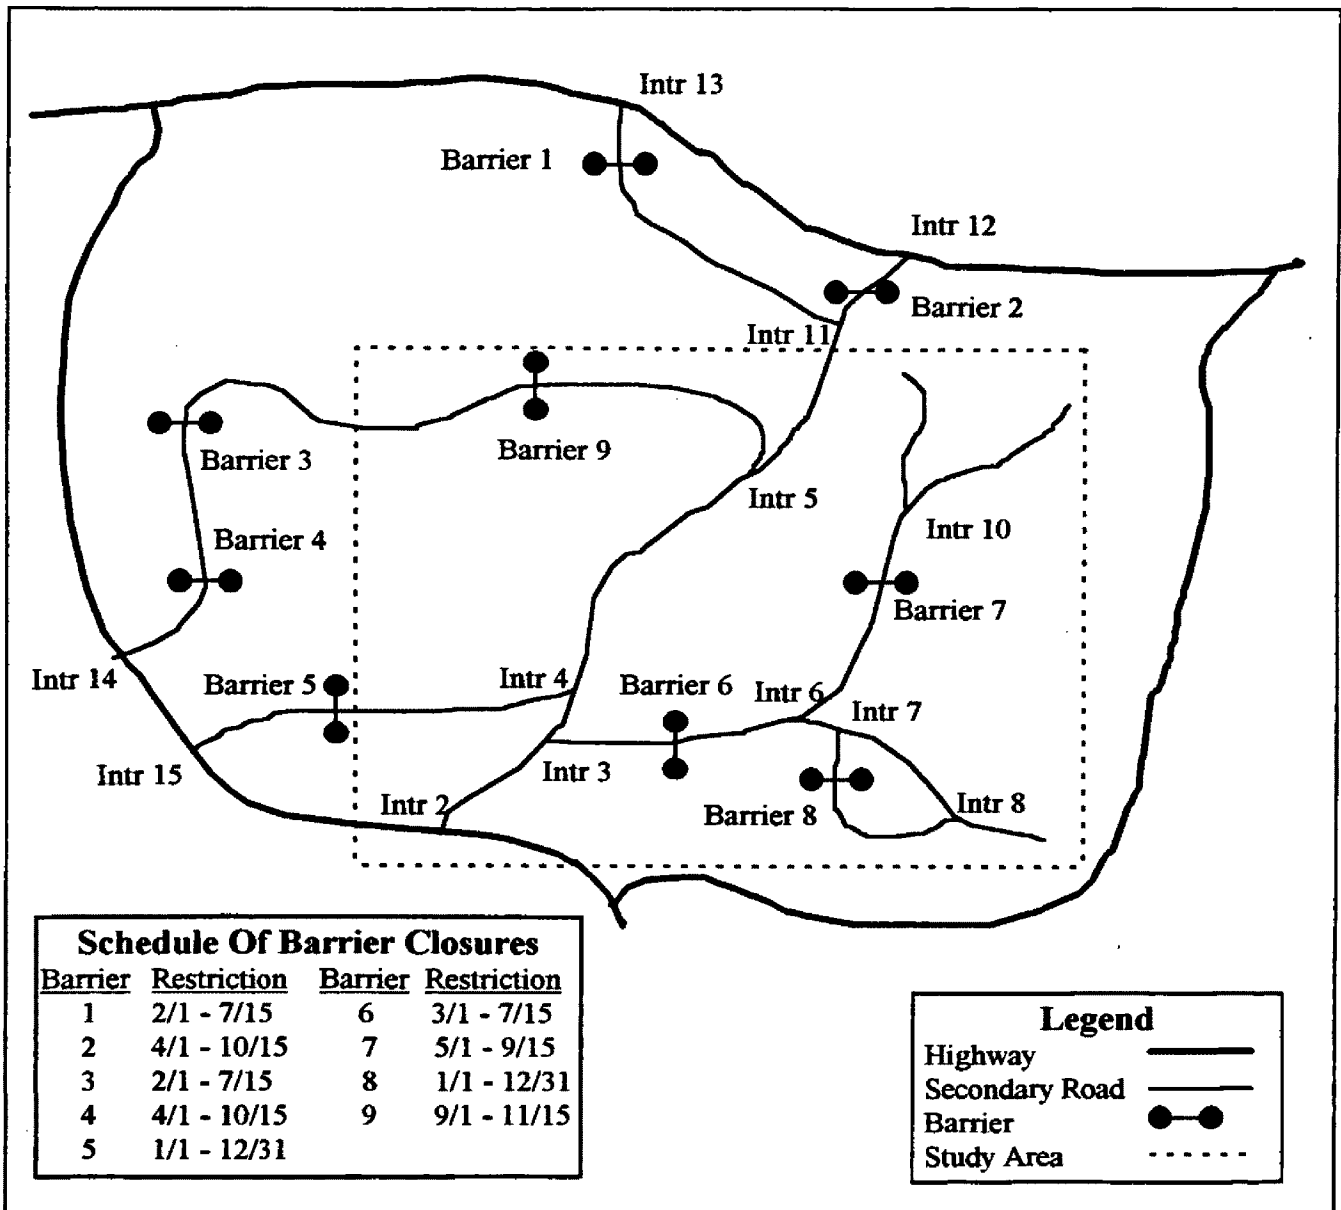 Intr 13
Barrier 1
Intr 12
Barrier 2
Intr 11
Barrier 3
Barrier 9
Intr 5
Intr 10
Barrier 4
Barrier 7
Intr 14
Barrier 5
Intr 4
Barrier 6
Intr 6
Intr 7
Intr 15
Intr 3
Intr 2
Barrier 8
Intr 8
Schedule Of Barrier Closures
Barrier Restriction Barrier Restriction
1 2/1 - 7/15 6 3/1 - 7/15
2 4/1 - 10/15 7 5/1 - 9/15
3 2/1 - 7/15 8 1/1 - 12/31
4 4/1 - 10/15 9 9/1 - 11/15
5 1/1 - 12/31
Legend
Highway
Secondary Road
Barrier
Study Area